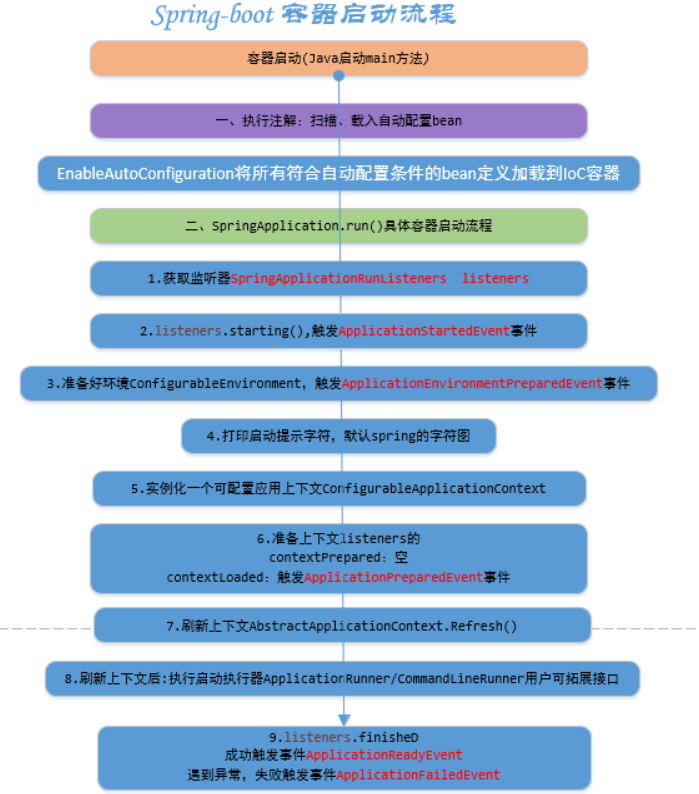 Spring-boot 容器启动流程
容器启动(Java启动main方法)
一、执行注解：扫描、载入自动配置bean
EnableAutoConfiguration将所有符合自动配置条件的bean定义加载到IoC容器
二、SpringApplication.run()具体容器启动流程
1.获取监听器SpringApplicationRunListeners listeners
2.listeners.starting(),触发ApplicationStartedEvent事件
3.准备好环境ConfigurableEnvironment，触发ApplicationEnvironmentPreparedEvent事件
4.打印启动提示字符，默认spring的字符图
5.实例化一个可配置应用上下文ConfigurableApplicationContext
6.准备上下文listeners的
contextPrepared：空
contextLoaded：触发ApplicationPreparedEvent事件
7.刷新上下文AbstractApplicationContext.Refresh()
8.刷新上下文后:执行启动执行器ApplicationRunner/CommandLineRunner用户可拓展接口
9.listeners.finisheD
成功触发事件ApplicationReadyEvent
遇到异常，失败触发事件ApplicationFailedEvent